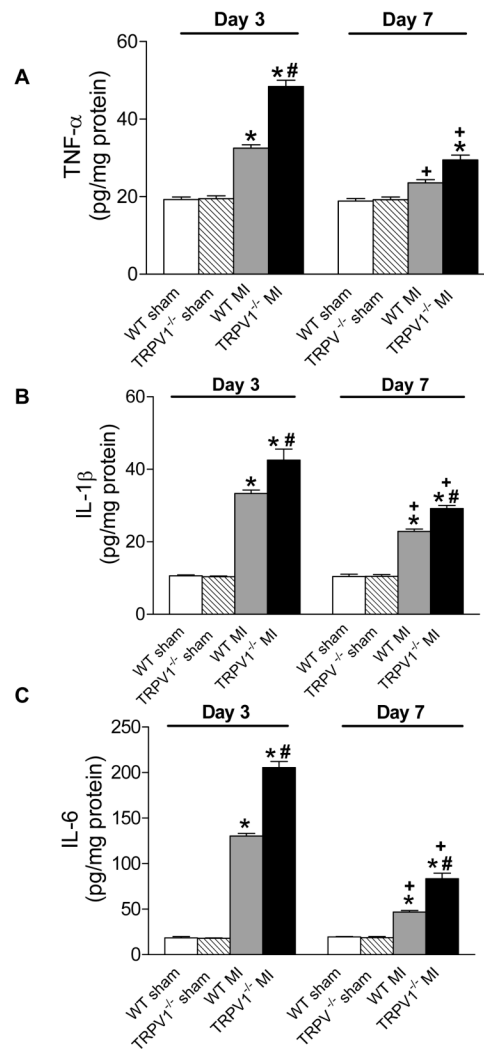 Day 3 Day 7
A
60
40
20
0
TNF-α
(pg/mg protein)
* # * + + *
WT sham TRPV1-/- sham WT MI TRPV1-/- MI WT sham TRPV-/- sham WT MI TRPV1-/- MI
Day 3 Day 7
B
60
40
20
0
IL-1β
(pg/mg protein)
* * # + * + * #
WT sham TRPV1-/- sham WT MI TRPV1-/- MI WT sham TRPV-/- sham WT MI TRPV1-/- MI
C
Day 3 Day 7
250
200
150
100
50
0
IL-6
(pg/mg protein)
* * # + * + * #
WT sham TRPV1-/- sham WT MI TRPV1-/- MI WT sham TRPV-/- sham WT MI TRPV1-/- MI